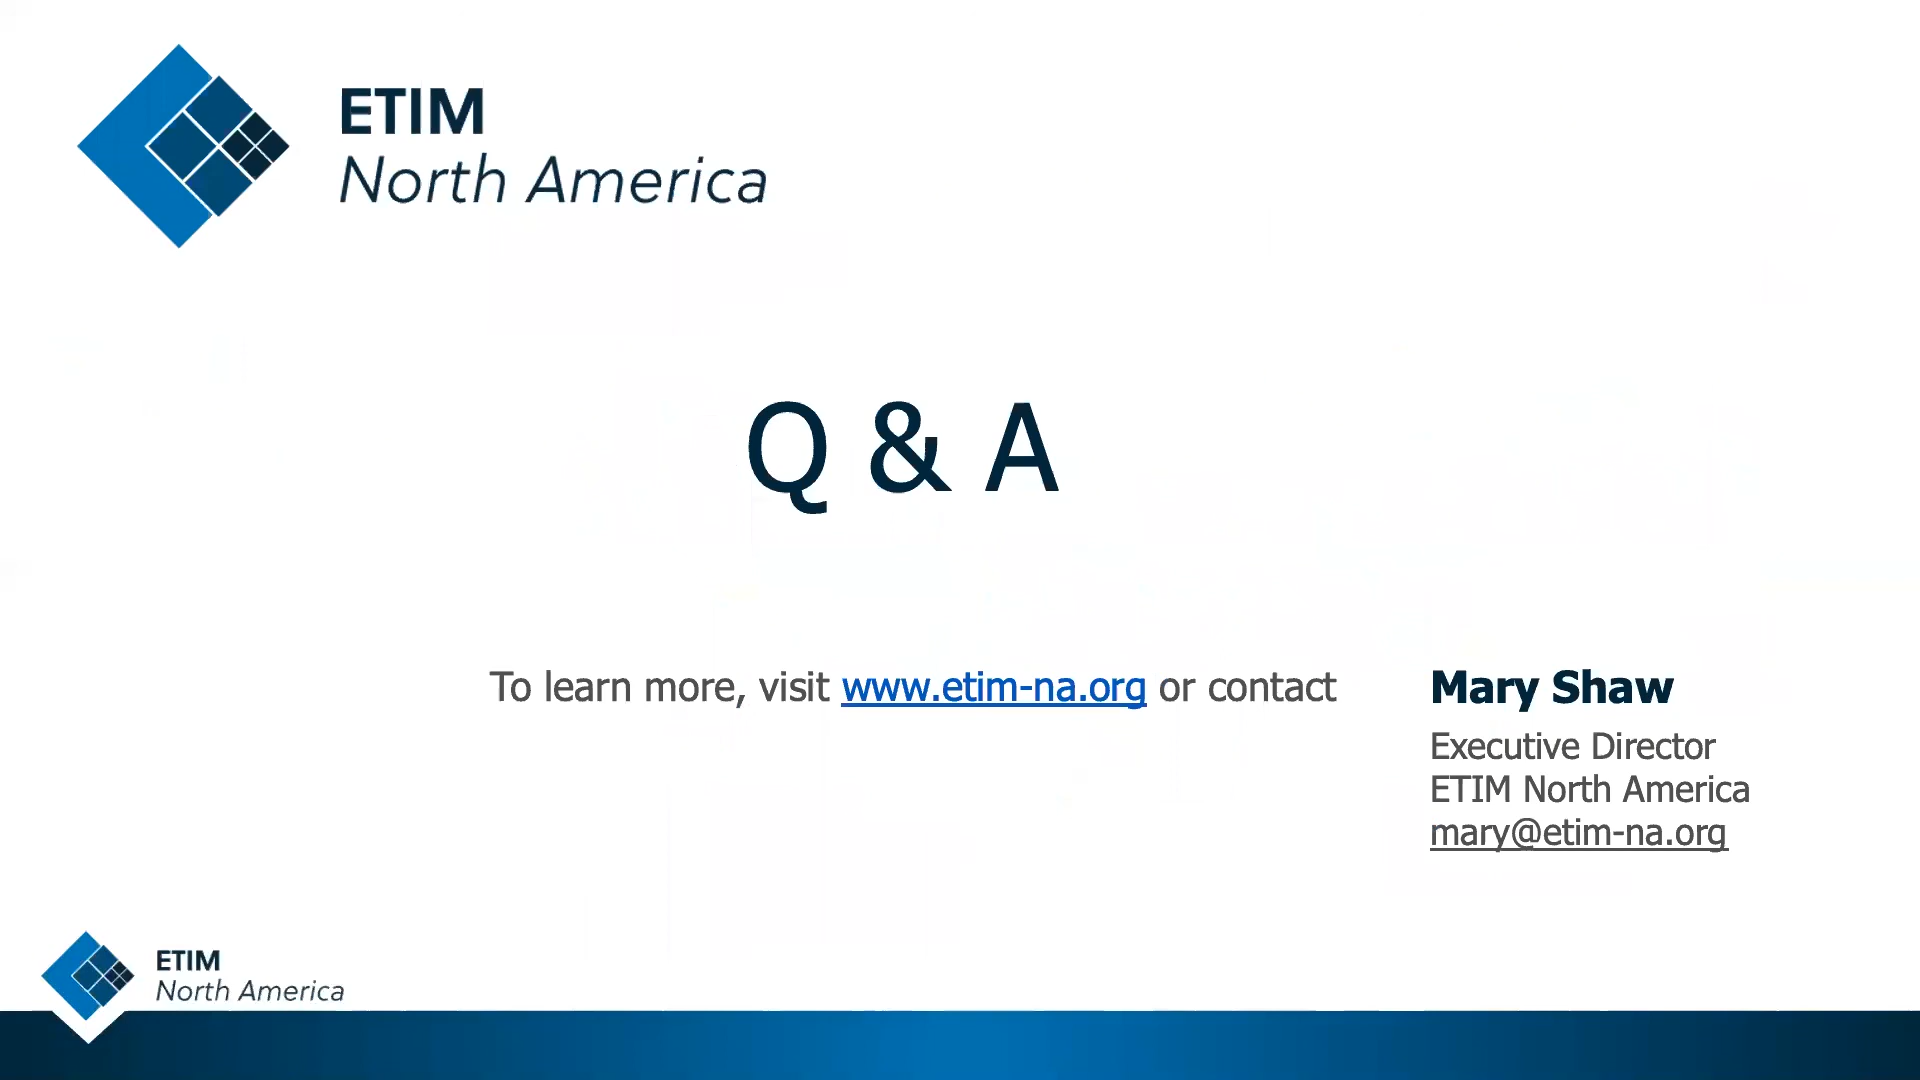 ETIM
North America
Q & A
To learn more, visit www.etim-na.org or contact
Mary Shaw
Executive Director
ETIM North America
mary@etim-na.org
ETIM
North America